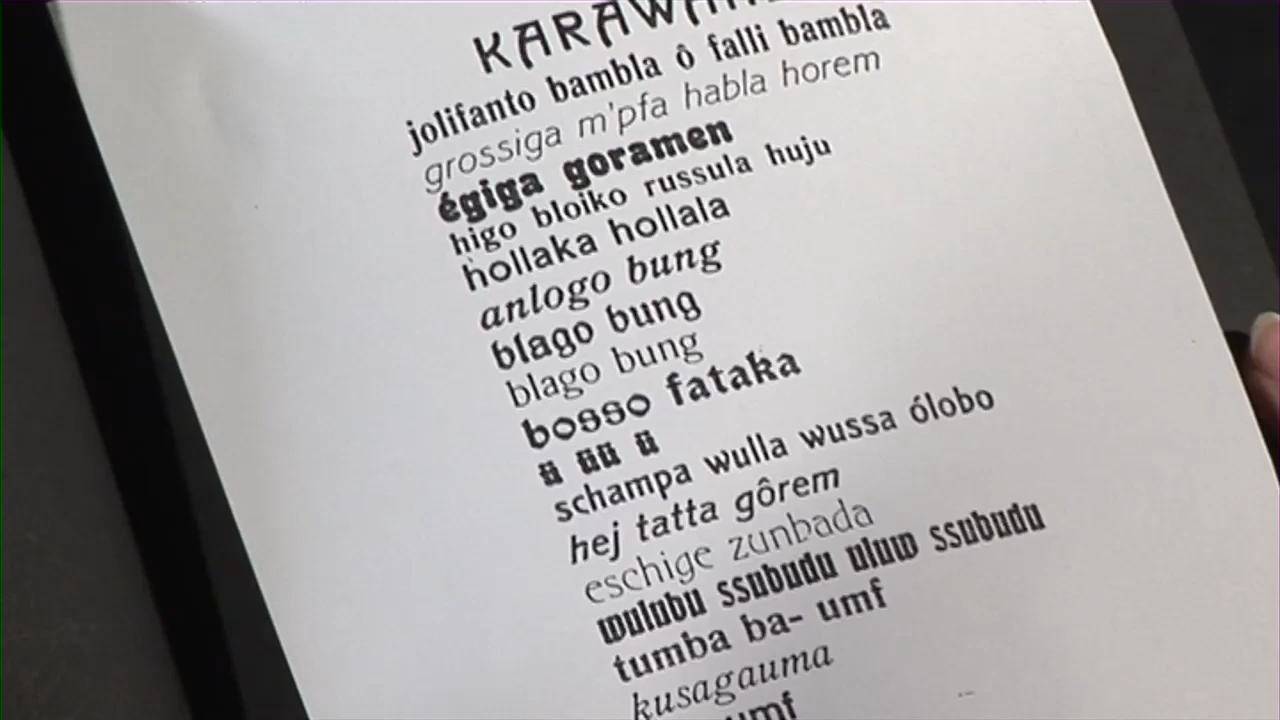 jolifanto bambla ô falli bambla
grossiga m'pfa habla horem
égiga goramen
higo bloiko russula huju
hollaka hollala
anlogo bung
blago bung
blago bung
bosso fataka
ü üü ü
schampa wulla wussa ólobo
hej tatta gôrem
eschige zunbada
wulubu ssubudu uluw ssubudu
tumba ba- umf
kusagauma
umf